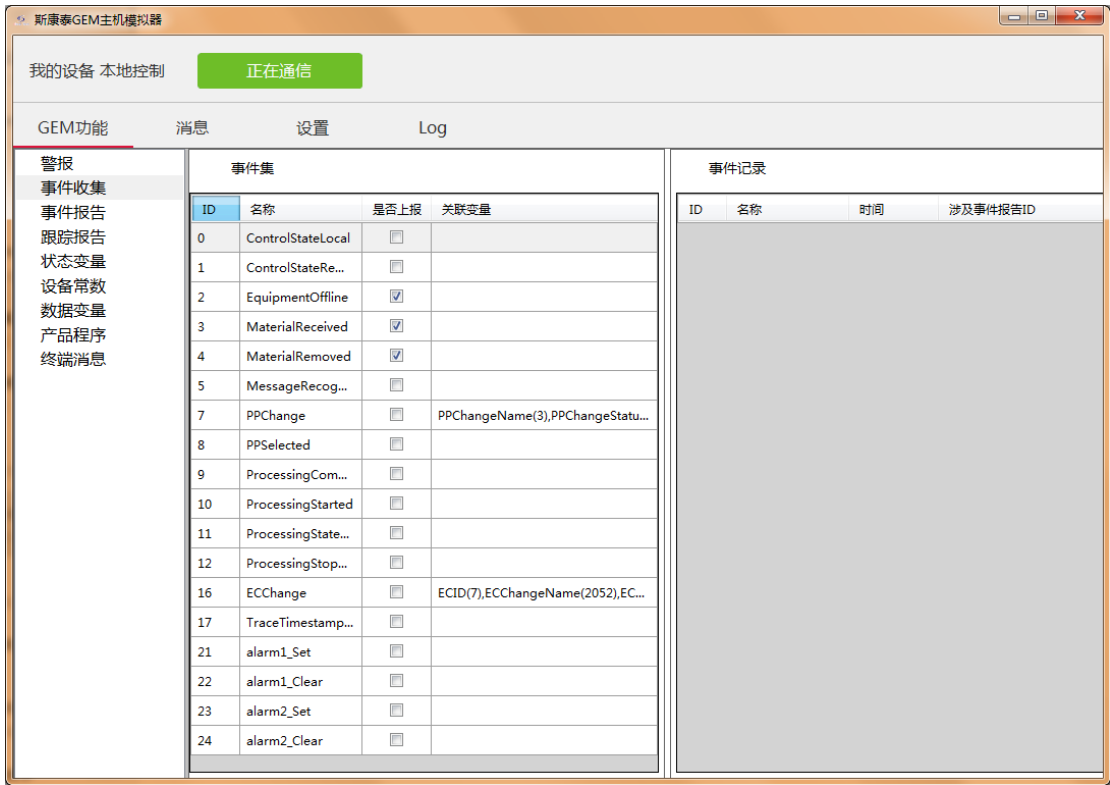 斯康泰GEM主机模拟器
我的设备 本地控制 正在通信
GEM功能 消息 设置 Log
警报
事件收集
事件报告
跟踪报告
状态变量
设备常数
数据变量
产品程序
终端消息
事件集
ID 名称 是否上报 关联变量
0 ControlStateLocal
1 ControlStateRe...
2 EquipmentOffline
3 MaterialReceived
4 MaterialRemoved
5 MessageRecog...
7 PPChange PPChangeName(3),PPChangeStatu...
8 PPSelected
9 ProcessingCom...
10 ProcessingStarted
11 ProcessingState...
12 ProcessingStop...
16 ECChange ECID(7),ECChangeName(2052),EC...
17 TraceTimestamp...
21 alarm1_Set
22 alarm1_Clear
23 alarm2_Set
24 alarm2_Clear
事件记录
ID 名称 时间 涉及事件报告ID